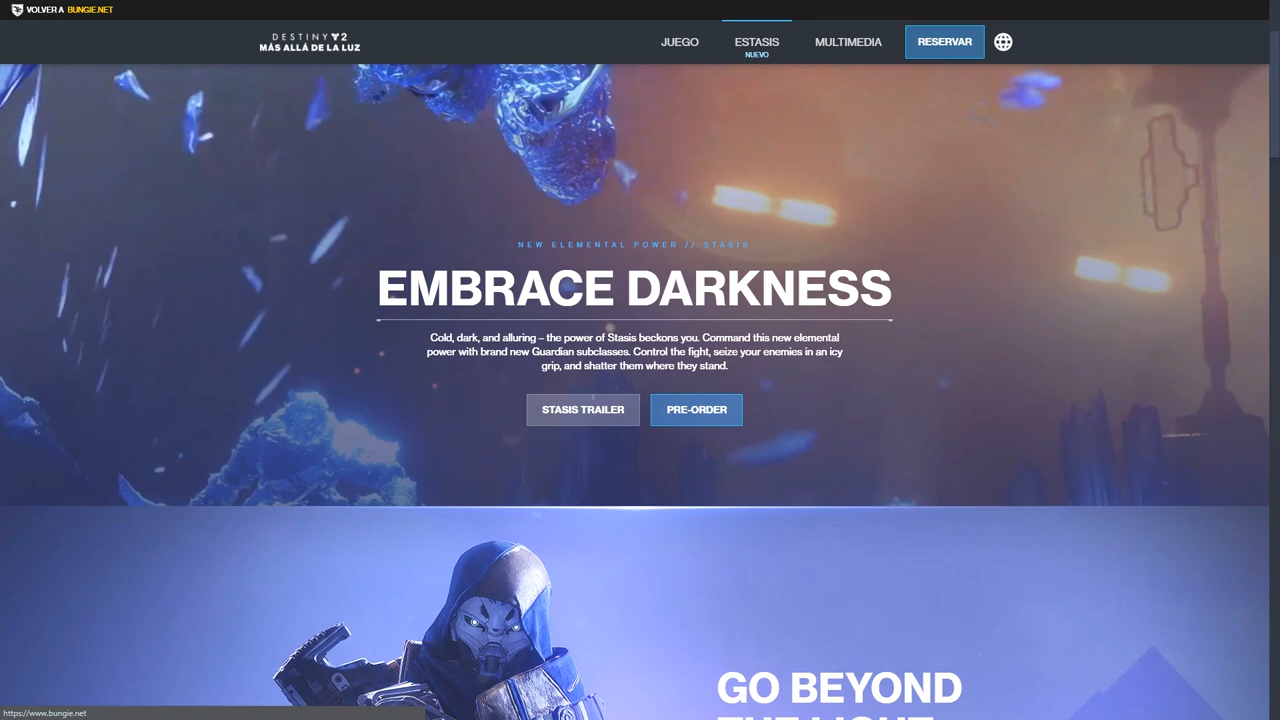 VOLVER A BUNGIE.NET
DESTINY 2
MÁS ALLÁ DE LA LUZ
JUEGO
ESTASIS
NUEVO
MULTIMEDIA
RESERVAR
NEW ELEMENTAL POWER // STASIS
EMBRACE DARKNESS
Cold, dark, and alluring – the power of Stasis beckons you. Command this new elemental
power with brand new Guardian subclasses. Control the fight, seize your enemies in an icy
grip, and shatter them where they stand.
STASIS TRAILER
PRE-ORDER
GO BEYOND
THE LIGHT
https://www.bungie.net